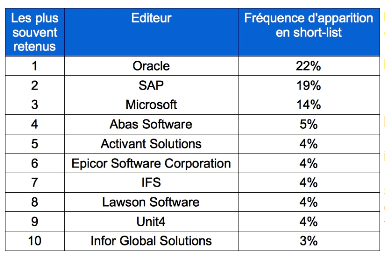 Les plus souvent retenus Editeur Fréquence d'apparition en short-list
1 Oracle 22%
2 SAP 19%
3 Microsoft 14%
4 Abas Software 5%
5 Activant Solutions 4%
6 Epicor Software Corporation 4%
7 IFS 4%
8 Lawson Software 4%
9 Unit4 4%
10 Infor Global Solutions 3%